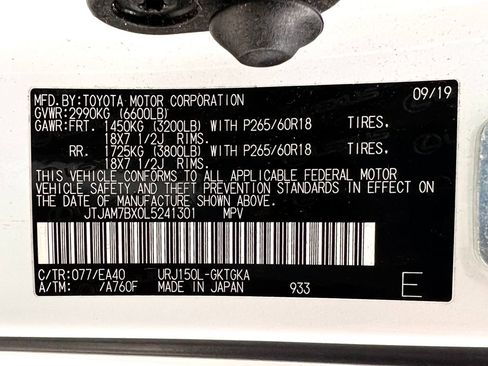 MFD.BY:TOYOTA MOTOR CORPORATION 09/19
GVWR:2990KG (6600LB)
GAWR:FRT. 1450KG (3200LB) WITH P265/60R18 TIRES.
18X7 1/2J RIMS.
RR. 1725KG (3800LB) WITH P265/60R18 TIRES.
18X7 1/2J RIMS.
THIS VEHICLE CONFORMS TO ALL APPLICABLE FEDERAL MOTOR
VEHICLE SAFETY AND THEFT PREVENTION STANDARDS IN EFFECT ON
THE DATE OF MANUFACTURE SHOWN ABOVE.
JTJAM7BX0L5241301 MPV
C/TR:077/EA40 URJ150L-GKTGKA
A/TM: /A760F MADE IN JAPAN 933 E